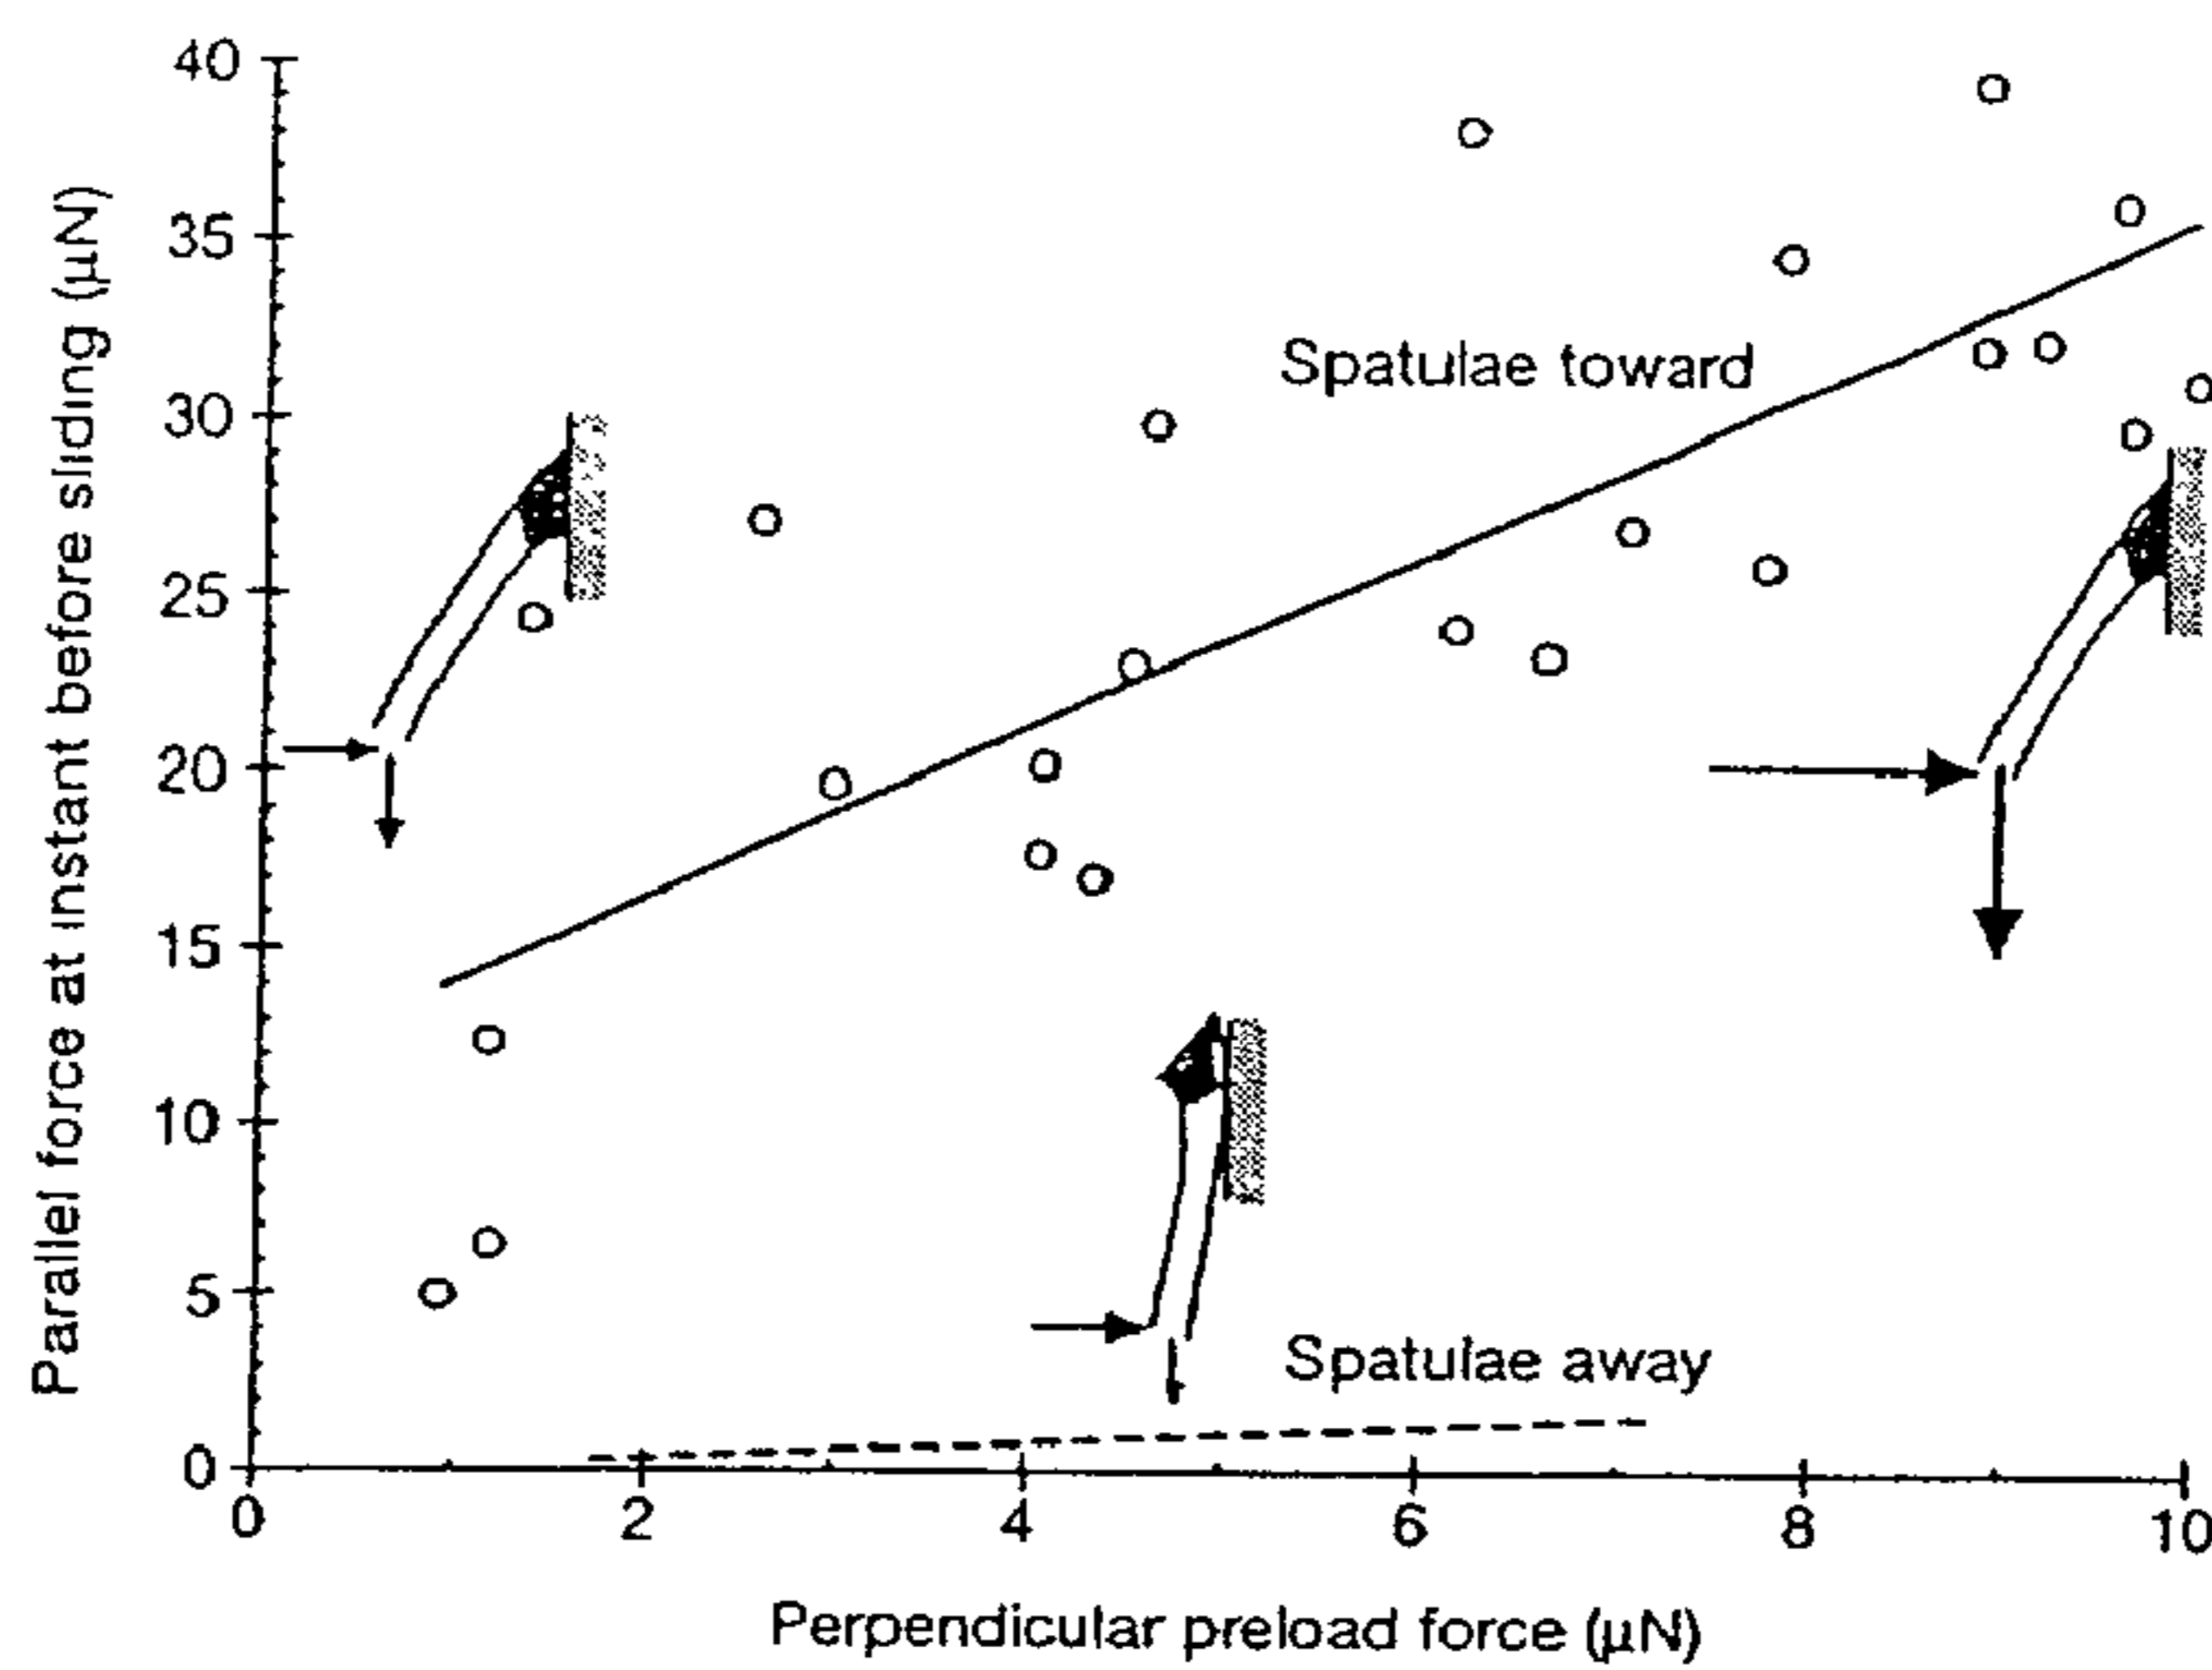 Parallel force at instant before sliding (µN)
40
35
30
25
20
15
10
5
0
Spatulae toward
Spatulae away
0 2 4 6 8 10
Perpendicular preload force (µN)